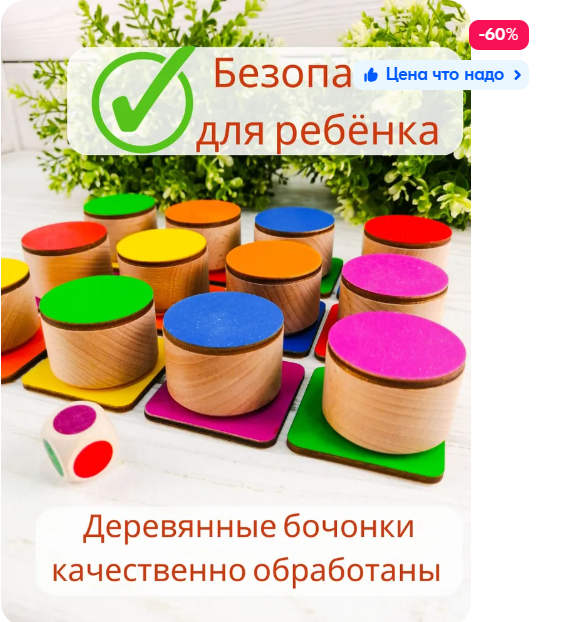 -60%
Безопа
Цена что надо
для ребёнка
Деревянные бочонки
качественно обработаны